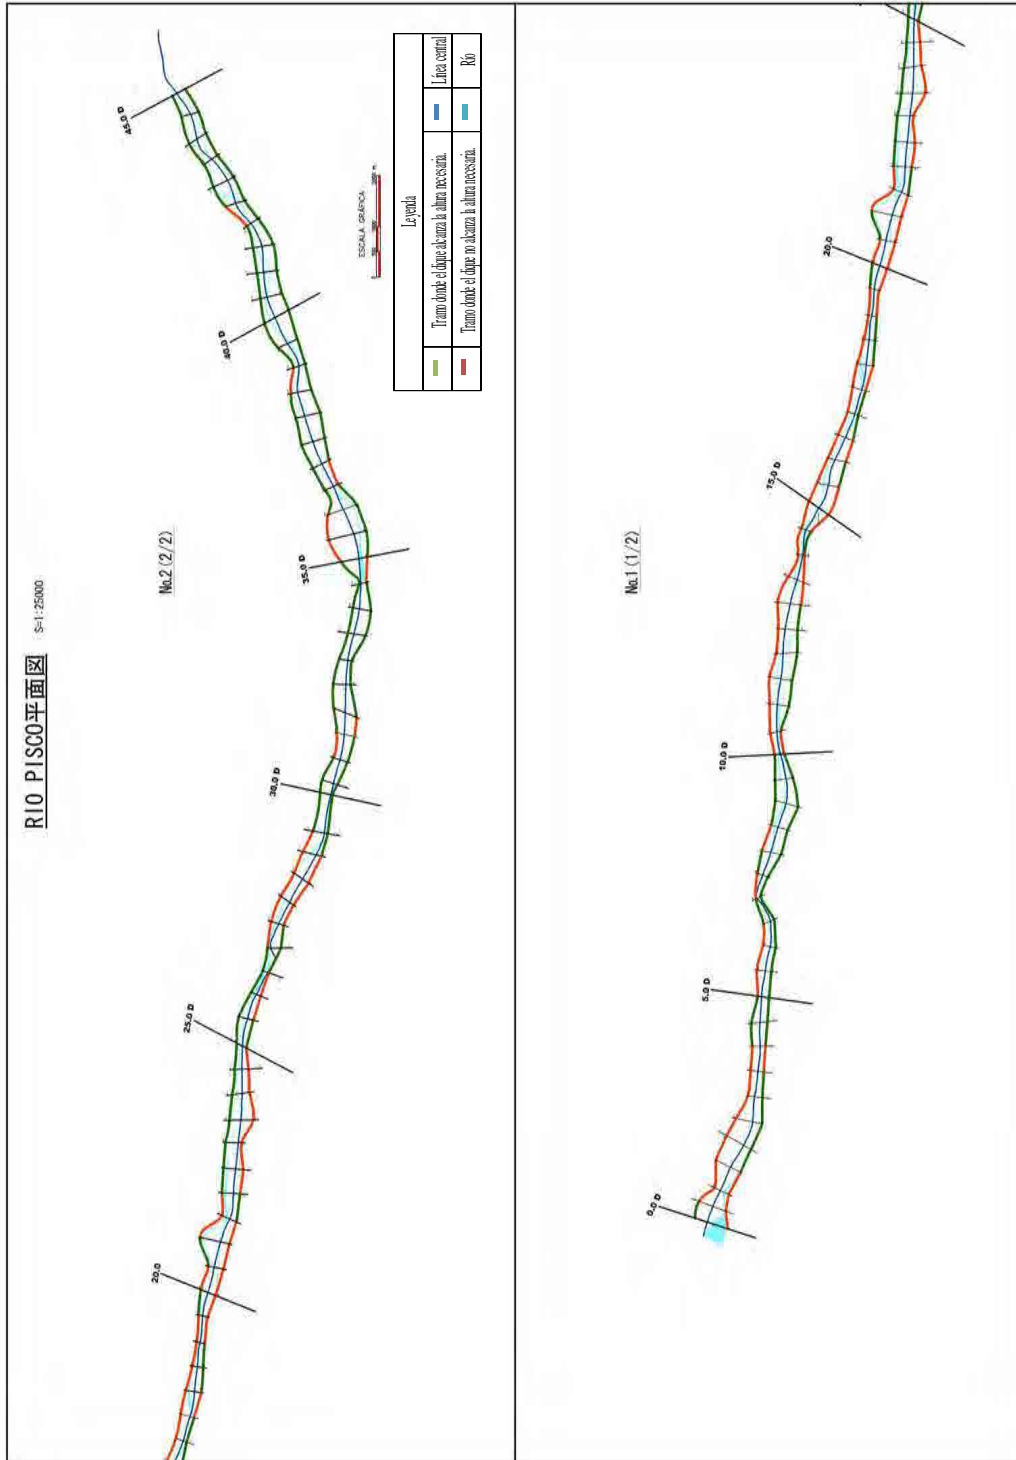 RIO PISCO平面図 S=1:25000
No.2 (2/2)
45.0 D
40.0 D
35.0 D
30.0 D
25.0 D
20.0
ESCALA GRÁFICA
Leyenda
Tramo donde el dique alcanza la altura necesaria.
Línea central
Tramo donde el dique no alcanza la altura necesaria.
Río
No.1 (1/2)
20.0
15.0 D
10.0 D
5.0 D
0.0 D